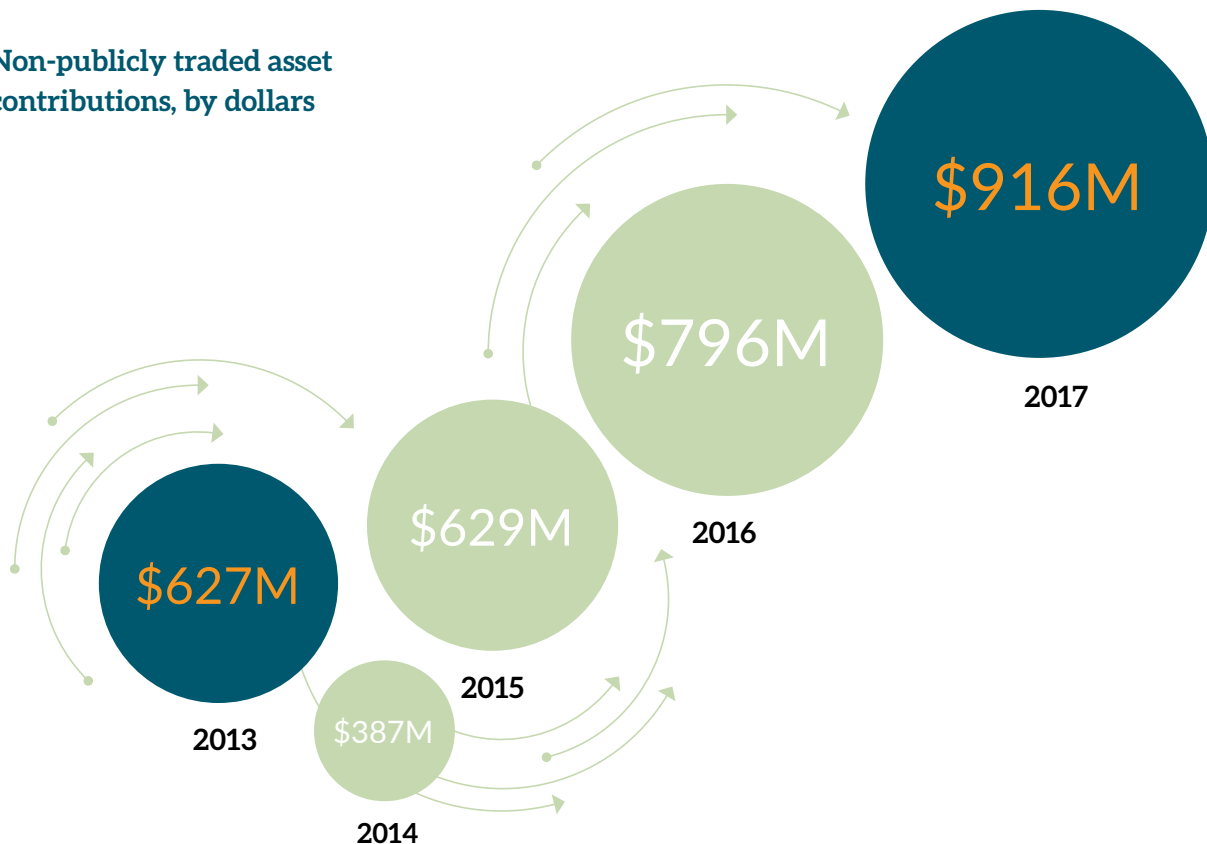 Non-publicly traded asset
contributions, by dollars
$916M
2017
$796M
2016
$629M
2015
$627M
2013
$387M
2014